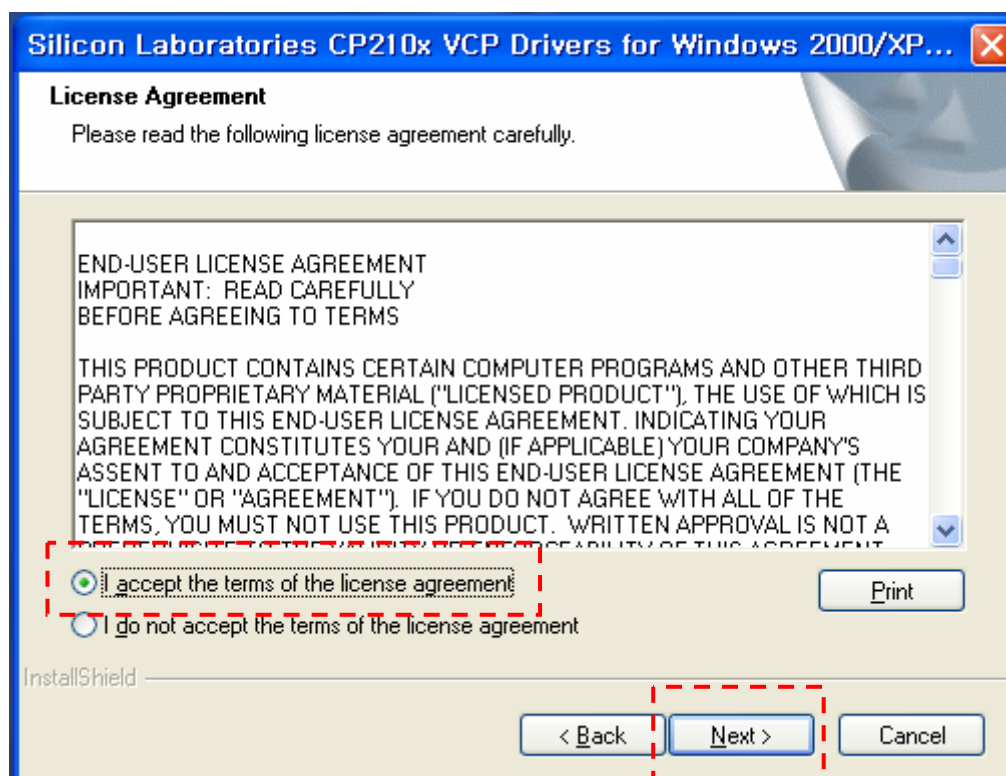 Silicon Laboratories CP210x VCP Drivers for Windows 2000/XP...
License Agreement
Please read the following license agreement carefully.
END-USER LICENSE AGREEMENT
IMPORTANT: READ CAREFULLY
BEFORE AGREEING TO TERMS
THIS PRODUCT CONTAINS CERTAIN COMPUTER PROGRAMS AND OTHER THIRD
PARTY PROPRIETARY MATERIAL ("LICENSED PRODUCT"), THE USE OF WHICH IS
SUBJECT TO THIS END-USER LICENSE AGREEMENT. INDICATING YOUR
AGREEMENT CONSTITUTES YOUR AND (IF APPLICABLE) YOUR COMPANY'S
ASSENT TO AND ACCEPTANCE OF THIS END-USER LICENSE AGREEMENT (THE
"LICENSE" OR "AGREEMENT"). IF YOU DO NOT AGREE WITH ALL OF THE
TERMS, YOU MUST NOT USE THIS PRODUCT. WRITTEN APPROVAL IS NOT A
I accept the terms of the license agreement
Print
I do not accept the terms of the license agreement
InstallShield
< Back
Next >
Cancel